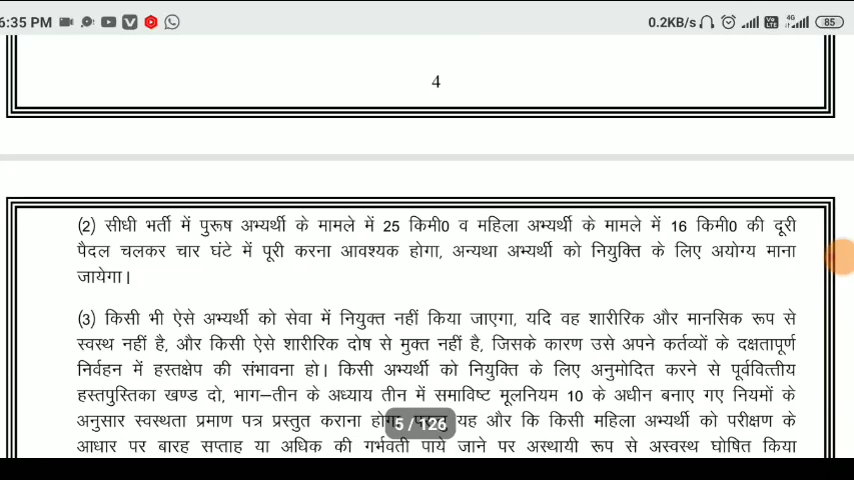 6:35 PM
0.2KB/s
4G
85
4
(2) सीधी भर्ती में पुरूष अभ्यर्थी के मामले में 25 किमी0 व महिला अभ्यर्थी के मामले में 16 किमी0 की दूरी
पैदल चलकर चार घंटे में पूरी करना आवश्यक होगा, अन्यथा अभ्यर्थी को नियुक्ति के लिए अयोग्य माना
जायेगा।
(3) किसी भी ऐसे अभ्यर्थी को सेवा में नियुक्त नहीं किया जाएगा, यदि वह शारीरिक और मानसिक रूप से
स्वस्थ नहीं है, और किसी ऐसे शारीरिक दोष से मुक्त नहीं है, जिसके कारण उसे अपने कर्तव्यों के दक्षतापूर्ण
निर्वहन में हस्तक्षेप की संभावना हो। किसी अभ्यर्थी को नियुक्ति के लिए अनुमोदित करने से पूर्ववित्तीय
हस्तपुस्तिका खण्ड दो, भाग–तीन के अध्याय तीन में समाविष्ट मूलनियम 10 के अधीन बनाए गए नियमों के
अनुसार स्वस्थता प्रमाण पत्र प्रस्तुत कराना यह और कि किसी महिला अभ्यर्थी को परीक्षण के
5 / 126
आधार पर बारह सप्ताह या अधिक की गर्भवती पाये जाने पर अस्थायी रूप से अस्वस्थ घोषित किया